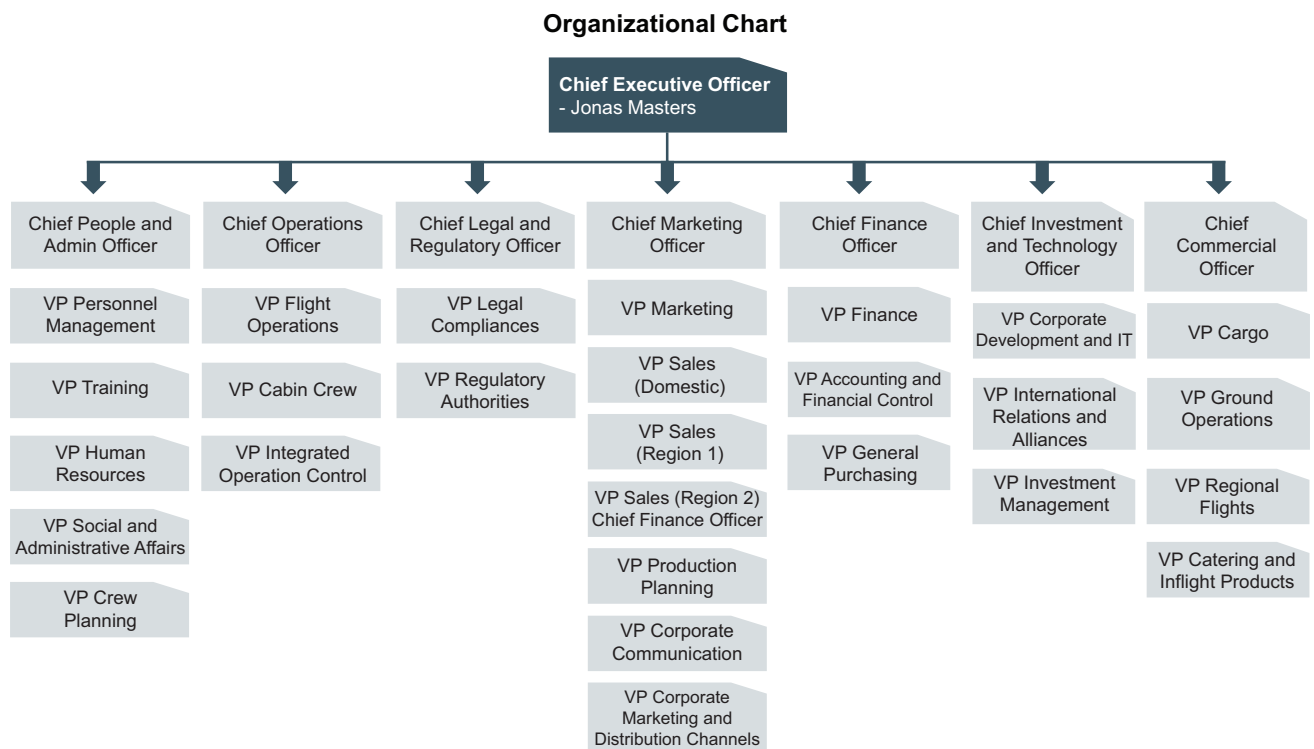 Organizational Chart
Chief Executive Officer
- Jonas Masters
Chief People and
Admin Officer
VP Personnel
Management
VP Training
VP Human
Resources
VP Social and
Administrative Affairs
VP Crew
Planning
Chief Operations
Officer
VP Flight
Operations
VP Cabin Crew
VP Integrated
Operation Control
Chief Legal and
Regulatory Officer
VP Legal
Compliances
VP Regulatory
Authorities
Chief Marketing
Officer
VP Marketing
VP Sales
(Domestic)
VP Sales
(Region 1)
VP Sales (Region 2)
Chief Finance Officer
VP Production
Planning
VP Corporate
Communication
VP Corporate
Marketing and
Distribution Channels
Chief Finance
Officer
VP Finance
VP Accounting and
Financial Control
VP General
Purchasing
Chief Investment
and Technology
Officer
VP Corporate
Development and IT
VP International
Relations and
Alliances
VP Investment
Management
Chief
Commercial
Officer
VP Cargo
VP Ground
Operations
VP Regional
Flights
VP Catering and
Inflight Products